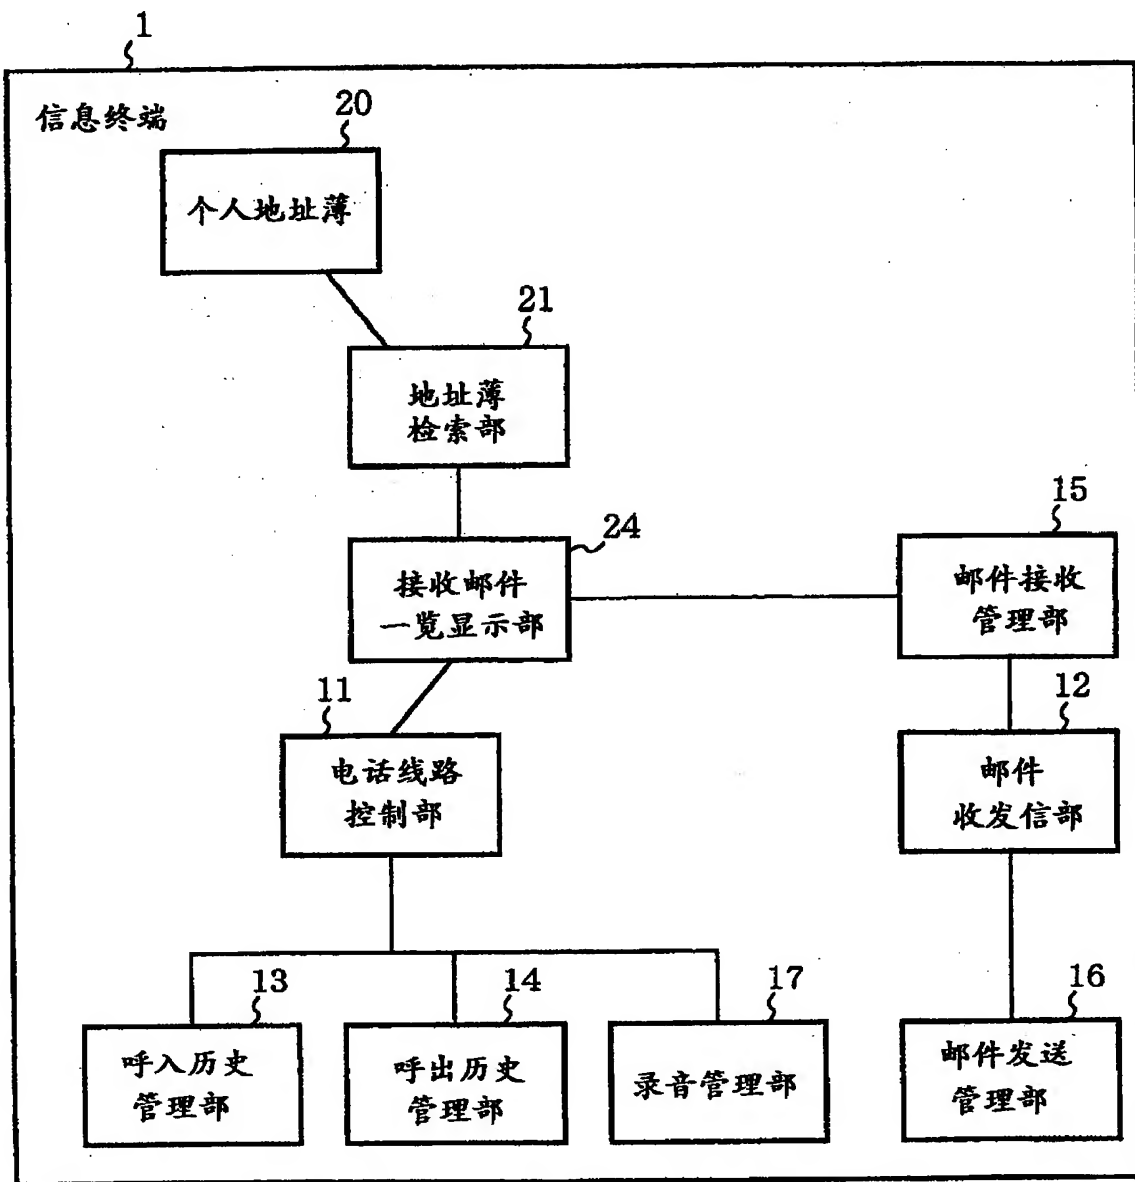 1
信息终端
20
个人地址薄
21
地址薄
检索部
24
接收邮件
一览显示部
15
邮件接收
管理部
11
电话线路
控制部
12
邮件
收发信部
13
呼入历史
管理部
14
呼出历史
管理部
17
录音管理部
16
邮件发送
管理部